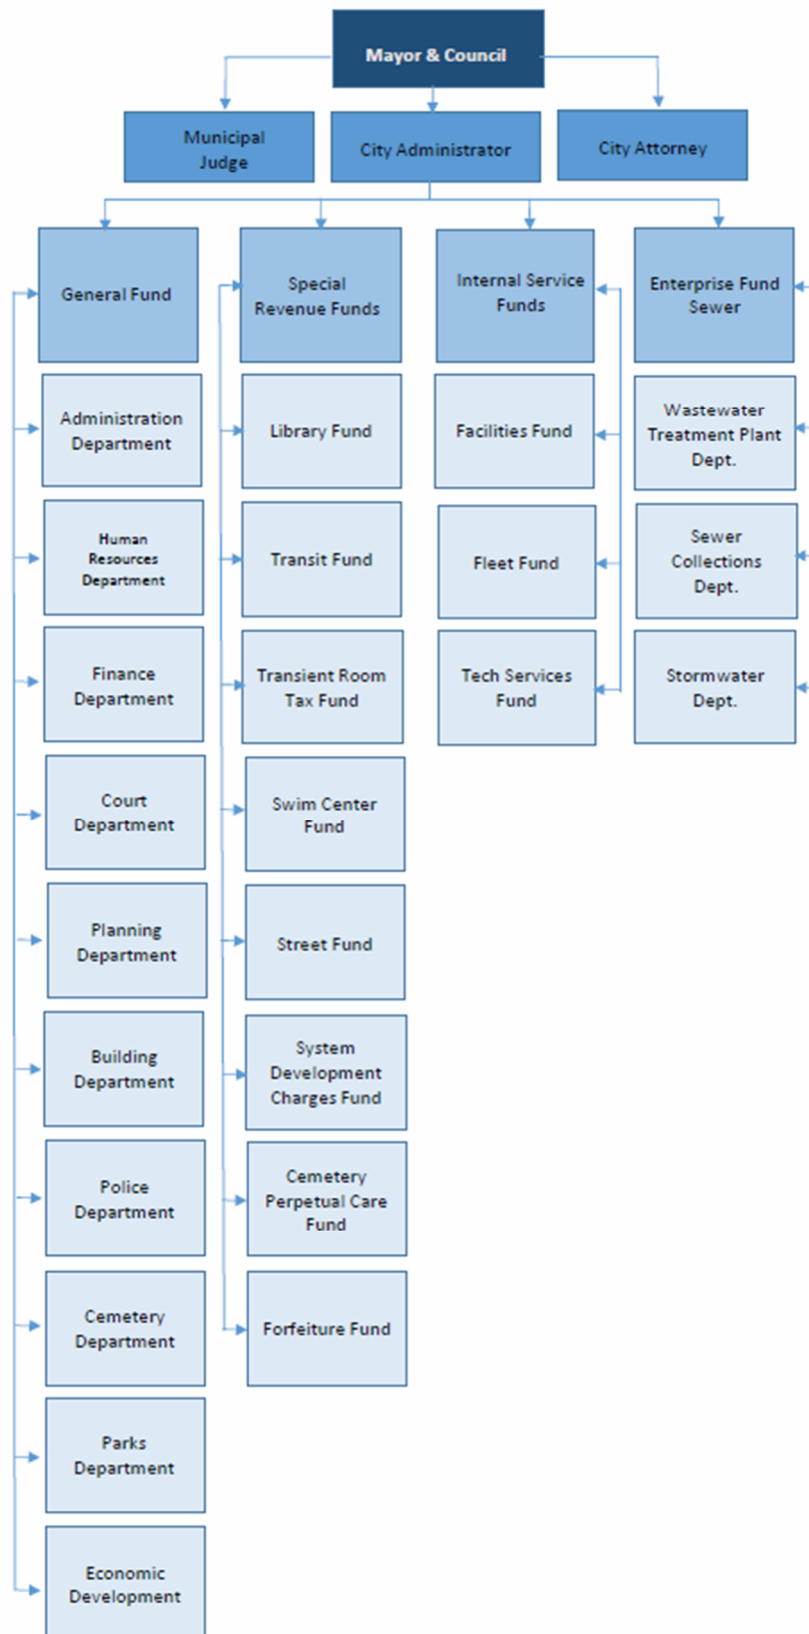 Mayor & Council
Municipal
Judge
City Administrator
City Attorney
General Fund
Administration
Department
Human
Resources
Department
Finance
Department
Court
Department
Planning
Department
Building
Department
Police
Department
Cemetery
Department
Parks
Department
Economic
Development
Special
Revenue Funds
Library Fund
Transit Fund
Transient Room
Tax Fund
Swim Center
Fund
Street Fund
System
Development
Charges Fund
Cemetery
Perpetual Care
Fund
Forfeiture Fund
Internal Service
Funds
Facilities Fund
Fleet Fund
Tech Services
Fund
Enterprise Fund
Sewer
Wastewater
Treatment Plant
Dept.
Sewer
Collections
Dept.
Stormwater
Dept.